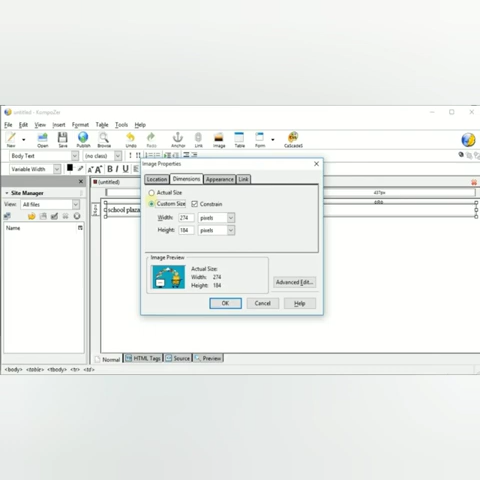 untitled - KompoZer
File Edit View Insert Format Table Tools Help
New Open Save Publish Browse Undo Redo Anchor Link Image Table Form CaScadeS
Body Text (no class)
Variable Width A A B I U
Site Manager
View: All files
Name
(untitled)
473px
school plaza
Image Properties
Location Dimensions Appearance Link
Actual Size
Custom Size Constrain
Width: 274 pixels
Height: 184 pixels
Image Preview
Actual Size:
Width: 274
Height: 184
Advanced Edit...
OK Cancel Help
Normal HTML Tags Source Preview
<body> <table> <tbody> <tr> <td>